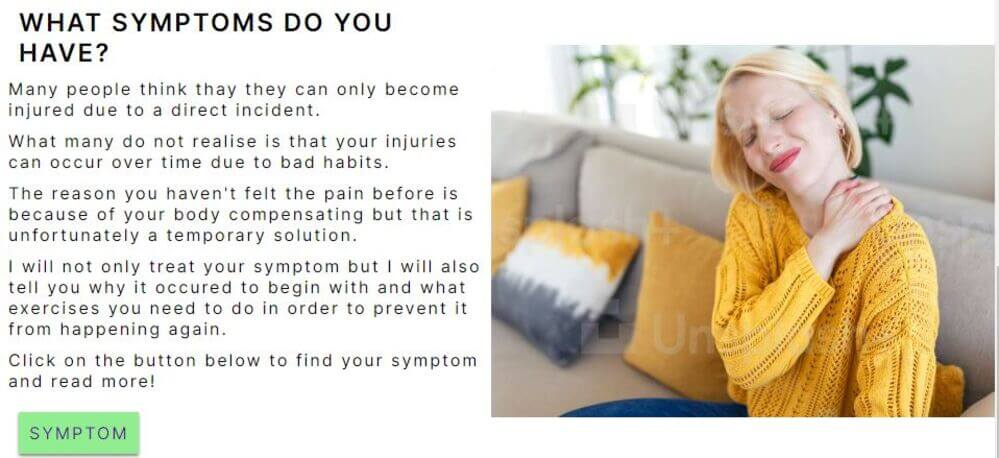 WHAT SYMPTOMS DO YOU
HAVE?
Many people think thay they can only become
injured due to a direct incident.
What many do not realise is that your injuries
can occur over time due to bad habits.
The reason you haven't felt the pain before is
because of your body compensating but that is
unfortunately a temporary solution.
I will not only treat your symptom but I will also
tell you why it occured to begin with and what
exercises you need to do in order to prevent it
from happening again.
Click on the button below to find your symptom
and read more!
SYMPTOM